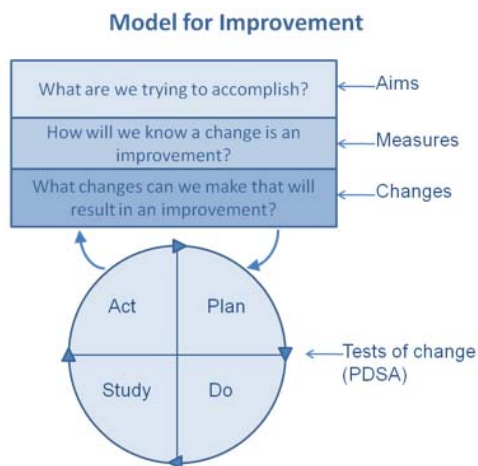 Model for Improvement
What are we trying to accomplish?
Aims
How will we know a change is an
improvement?
Measures
What changes can we make that will
result in an improvement?
Changes
Act
Plan
Study
Do
Tests of change
(PDSA)